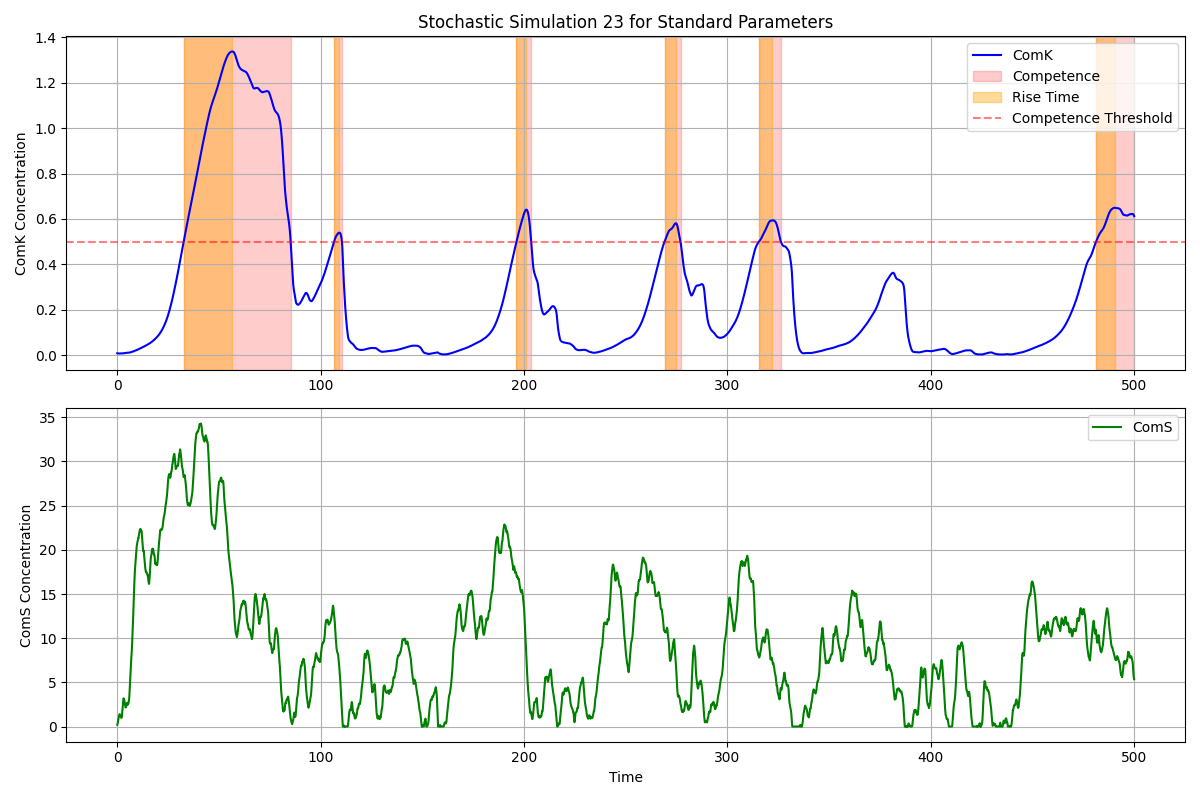 Stochastic Simulation 23 for Standard Parameters
ComK Concentration
1.4
1.2
1.0
0.8
0.6
0.4
0.2
0.0
ComK
Competence
Rise Time
Competence Threshold
0 100 200 300 400 500
ComS Concentration
35
30
25
20
15
10
5
0
ComS
0 100 200 300 400 500
Time